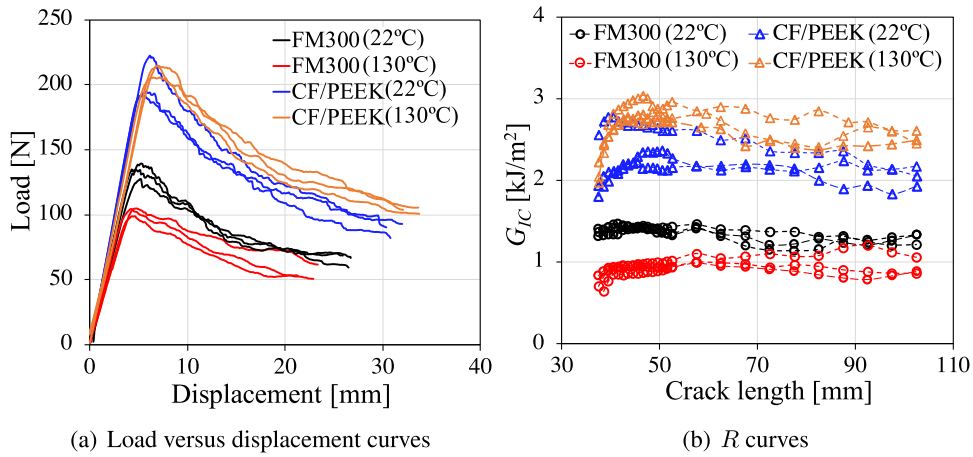 250
200
150
100
50
0
Load [N]
FM300 (22ºC)
FM300 (130ºC)
CF/PEEK (22ºC)
CF/PEEK (130ºC)
0 10 20 30 40
Displacement [mm]
(a) Load versus displacement curves
4
3
2
1
0
G_{IC} [kJ/m²]
FM300 (22ºC) CF/PEEK (22ºC)
FM300 (130ºC) CF/PEEK (130ºC)
30 50 70 90 110
Crack length [mm]
(b) R curves